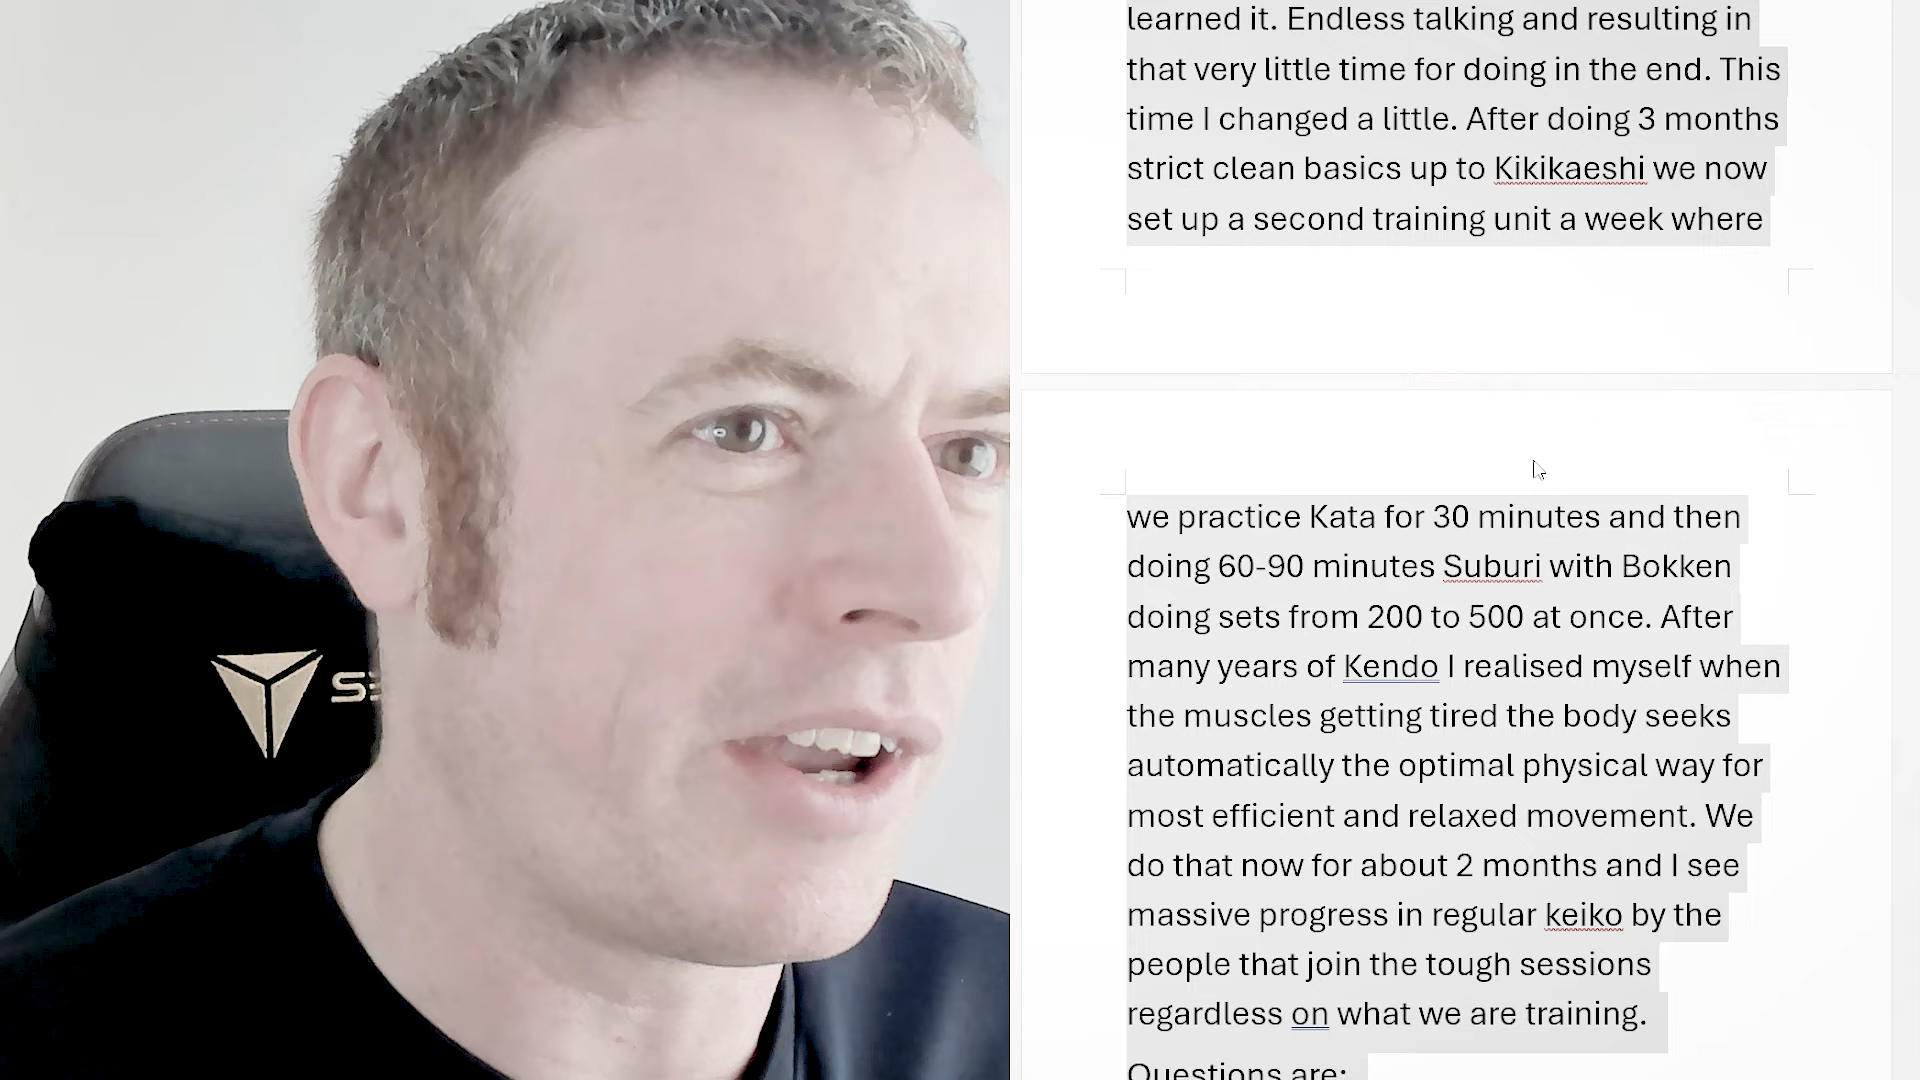 learned it. Endless talking and resulting in
that very little time for doing in the end. This
time I changed a little. After doing 3 months
strict clean basics up to Kikikaeshi we now
set up a second training unit a week where
we practice Kata for 30 minutes and then
doing 60-90 minutes Suburi with Bokken
doing sets from 200 to 500 at once. After
many years of Kendo I realised myself when
the muscles getting tired the body seeks
automatically the optimal physical way for
most efficient and relaxed movement. We
do that now for about 2 months and I see
massive progress in regular keiko by the
people that join the tough sessions
regardless on what we are training.
Questions are: